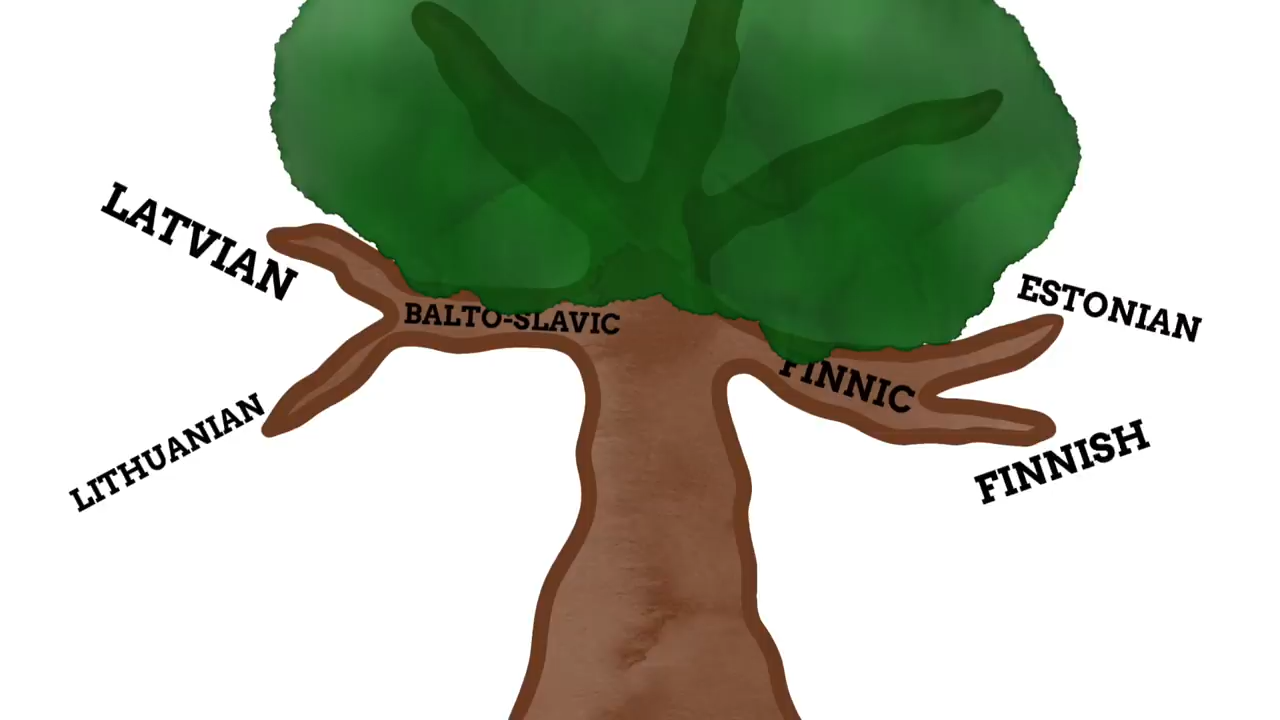 LATVIAN
BALTO-SLAVIC
LITHUANIAN
ESTONIAN
FINNIC
FINNISH